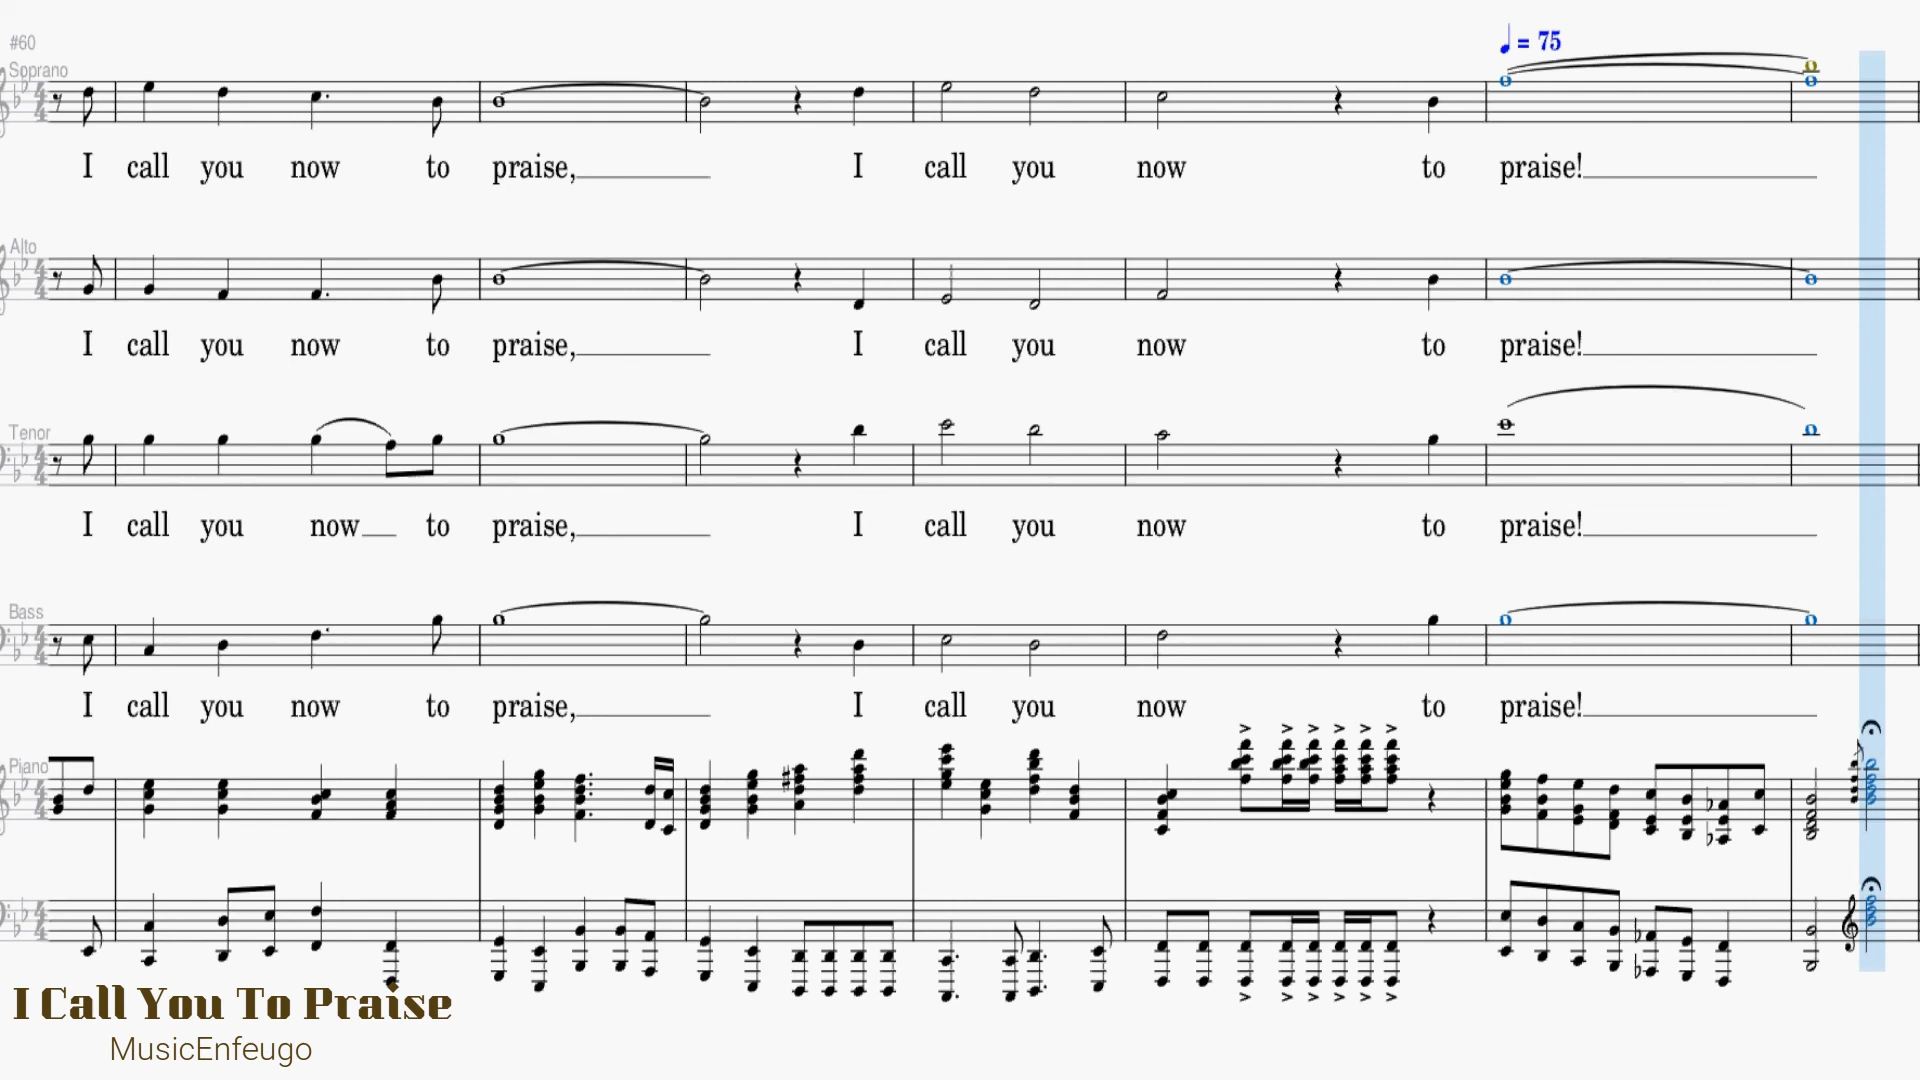 #60
= 75
Soprano
I call you now to praise, I call you now to praise!
Alto
I call you now to praise, I call you now to praise!
Tenor
I call you now to praise, I call you now to praise!
Bass
I call you now to praise, I call you now to praise!
Piano
I Call You To Praise
MusicEnfeugo